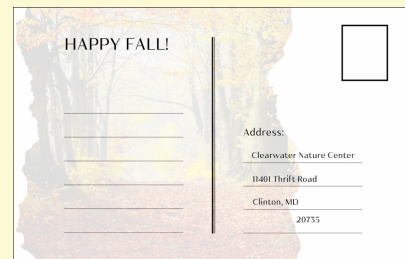 HAPPY FALL!
Address:
Clearwater Nature Center
11401 Thrift Road
Clinton, MD
20735